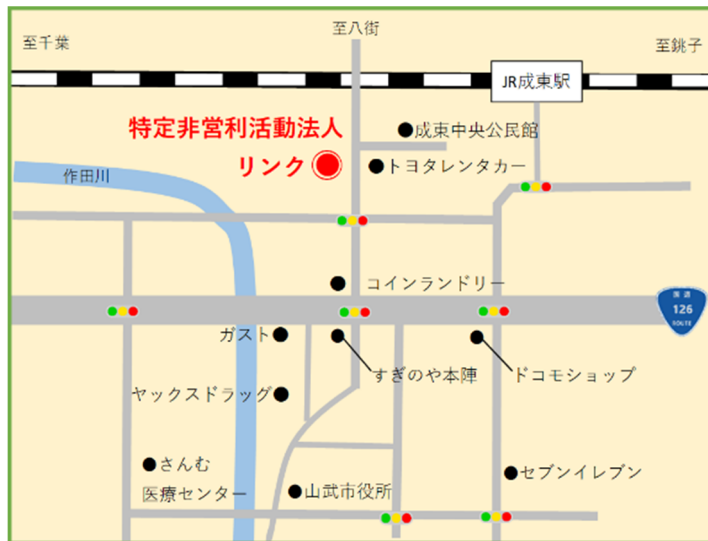 至千葉
至八街
至銚子
JR成東駅
特定非営利活動法人
リンク
成東中央公民館
トヨタレンタカー
作田川
コインランドリー
国道
126
ROUTE
ガスト
すぎのや本陣
ドコモショップ
ヤックスドラッグ
さんむ
医療センター
山武市役所
セブンイレブン